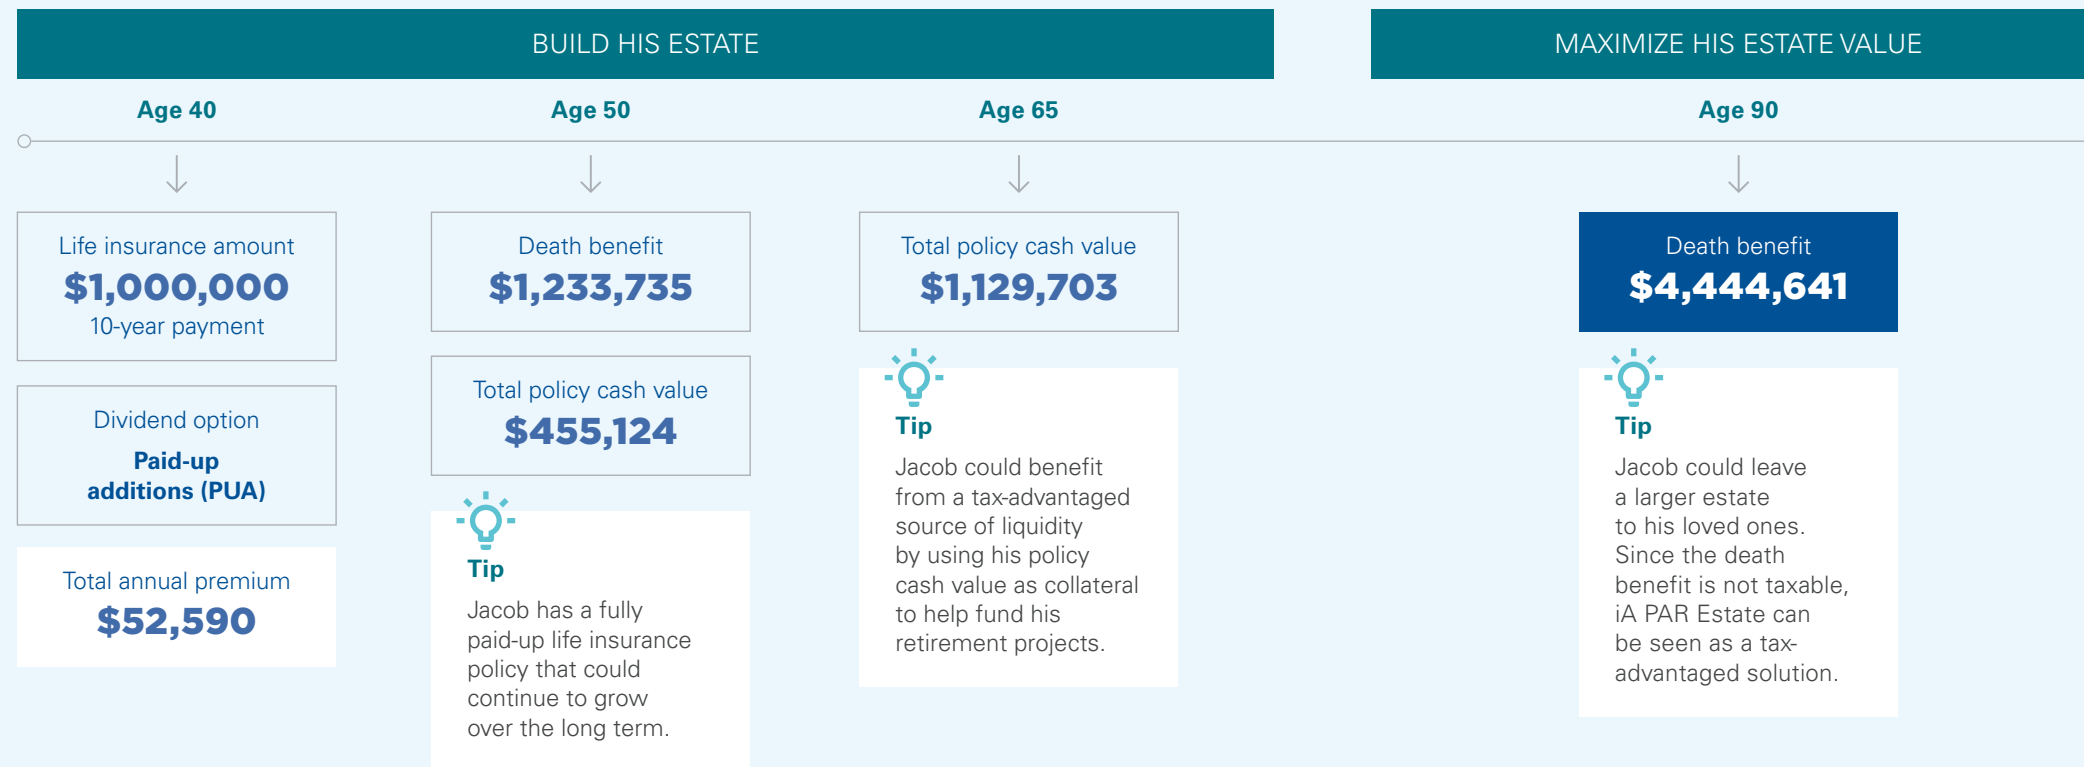 BUILD HIS ESTATE
MAXIMIZE HIS ESTATE VALUE
Age 40
Life insurance amount
$1,000,000
10-year payment
Dividend option
Paid-up
additions (PUA)
Total annual premium
$52,590
Age 50
Death benefit
$1,233,735
Total policy cash value
$455,124
Tip
Jacob has a fully
paid-up life insurance
policy that could
continue to grow
over the long term.
Age 65
Total policy cash value
$1,129,703
Tip
Jacob could benefit
from a tax-advantaged
source of liquidity
by using his policy
cash value as collateral
to help fund his
retirement projects.
Age 90
Death benefit
$4,444,641
Tip
Jacob could leave
a larger estate
to his loved ones.
Since the death
benefit is not taxable,
iA PAR Estate can
be seen as a tax-
advantaged solution.